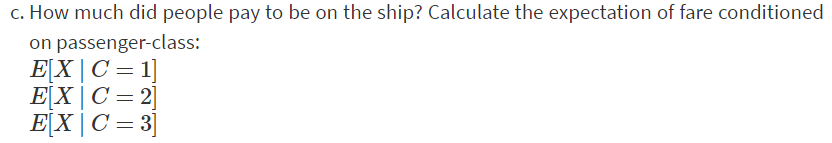 c. How much did people pay to be on the ship? Calculate the expectation of fare conditioned
on passenger-class:
E[X | C = 1]
E[X | C = 2]
E[X | C = 3]